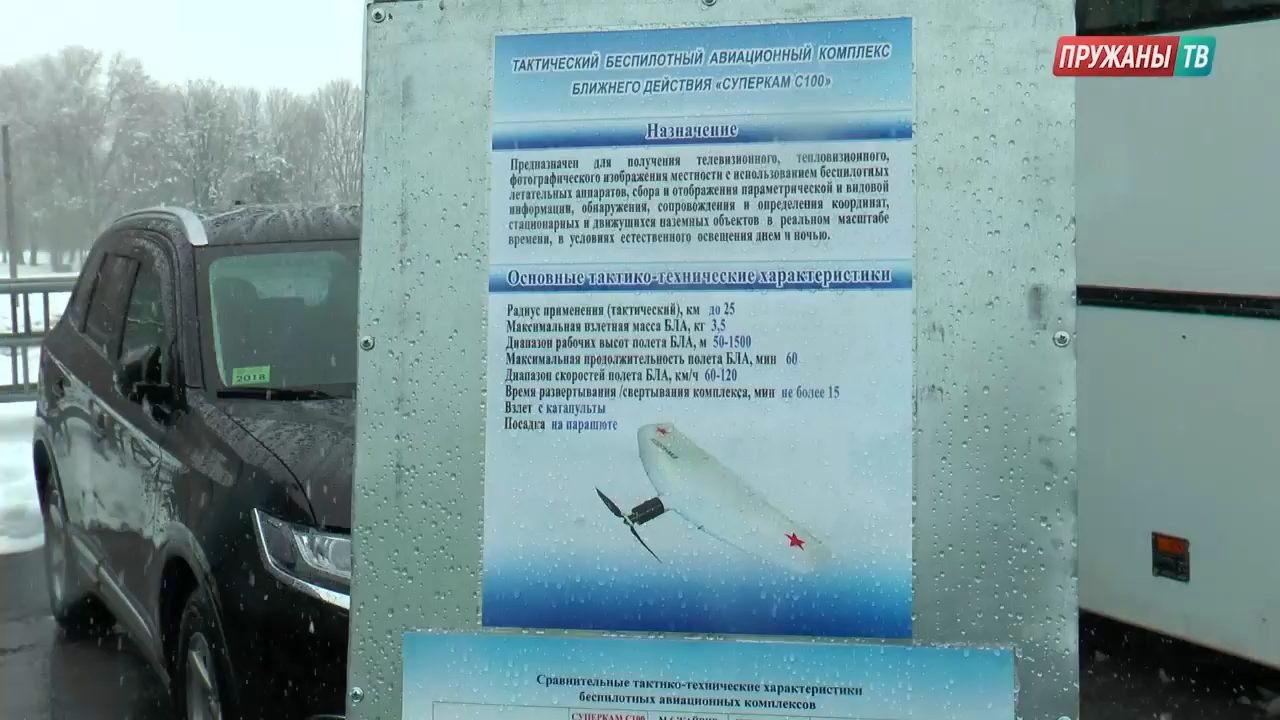 ПРУЖАНЫ ТВ
ТАКТИЧЕСКИЙ БЕСПИЛОТНЫЙ АВИАЦИОННЫЙ КОМПЛЕКС
БЛИЖНЕГО ДЕЙСТВИЯ «СУПЕРКАМ С100»
Назначение
Предназначен для получения телевизионного, тепловизионного,
фотографического изображения местности с использованием беспилотных
летательных аппаратов, сбора и отображения параметрической и видовой
информации, обнаружения, сопровождения и определения координат,
стационарных и движущихся наземных объектов в реальном масштабе
времени, в условиях естественного освещения днем и ночью.
Основные тактико-технические характеристики
Радиус применения (тактический), км до 25
Максимальная взлетная масса БЛА, кг 3,5
Диапазон рабочих высот полета БЛА, м 50-1500
Максимальная продолжительность полета БЛА, мин 60
Диапазон скоростей полета БЛА, км/ч 60-120
Время развертывания /свертывания комплекса, мин не более 15
Взлет с катапульты
Посадка на парашюте
2018
Сравнительные тактико-технические характеристики
беспилотных авиационных комплексов
СУПЕРКАМ С100